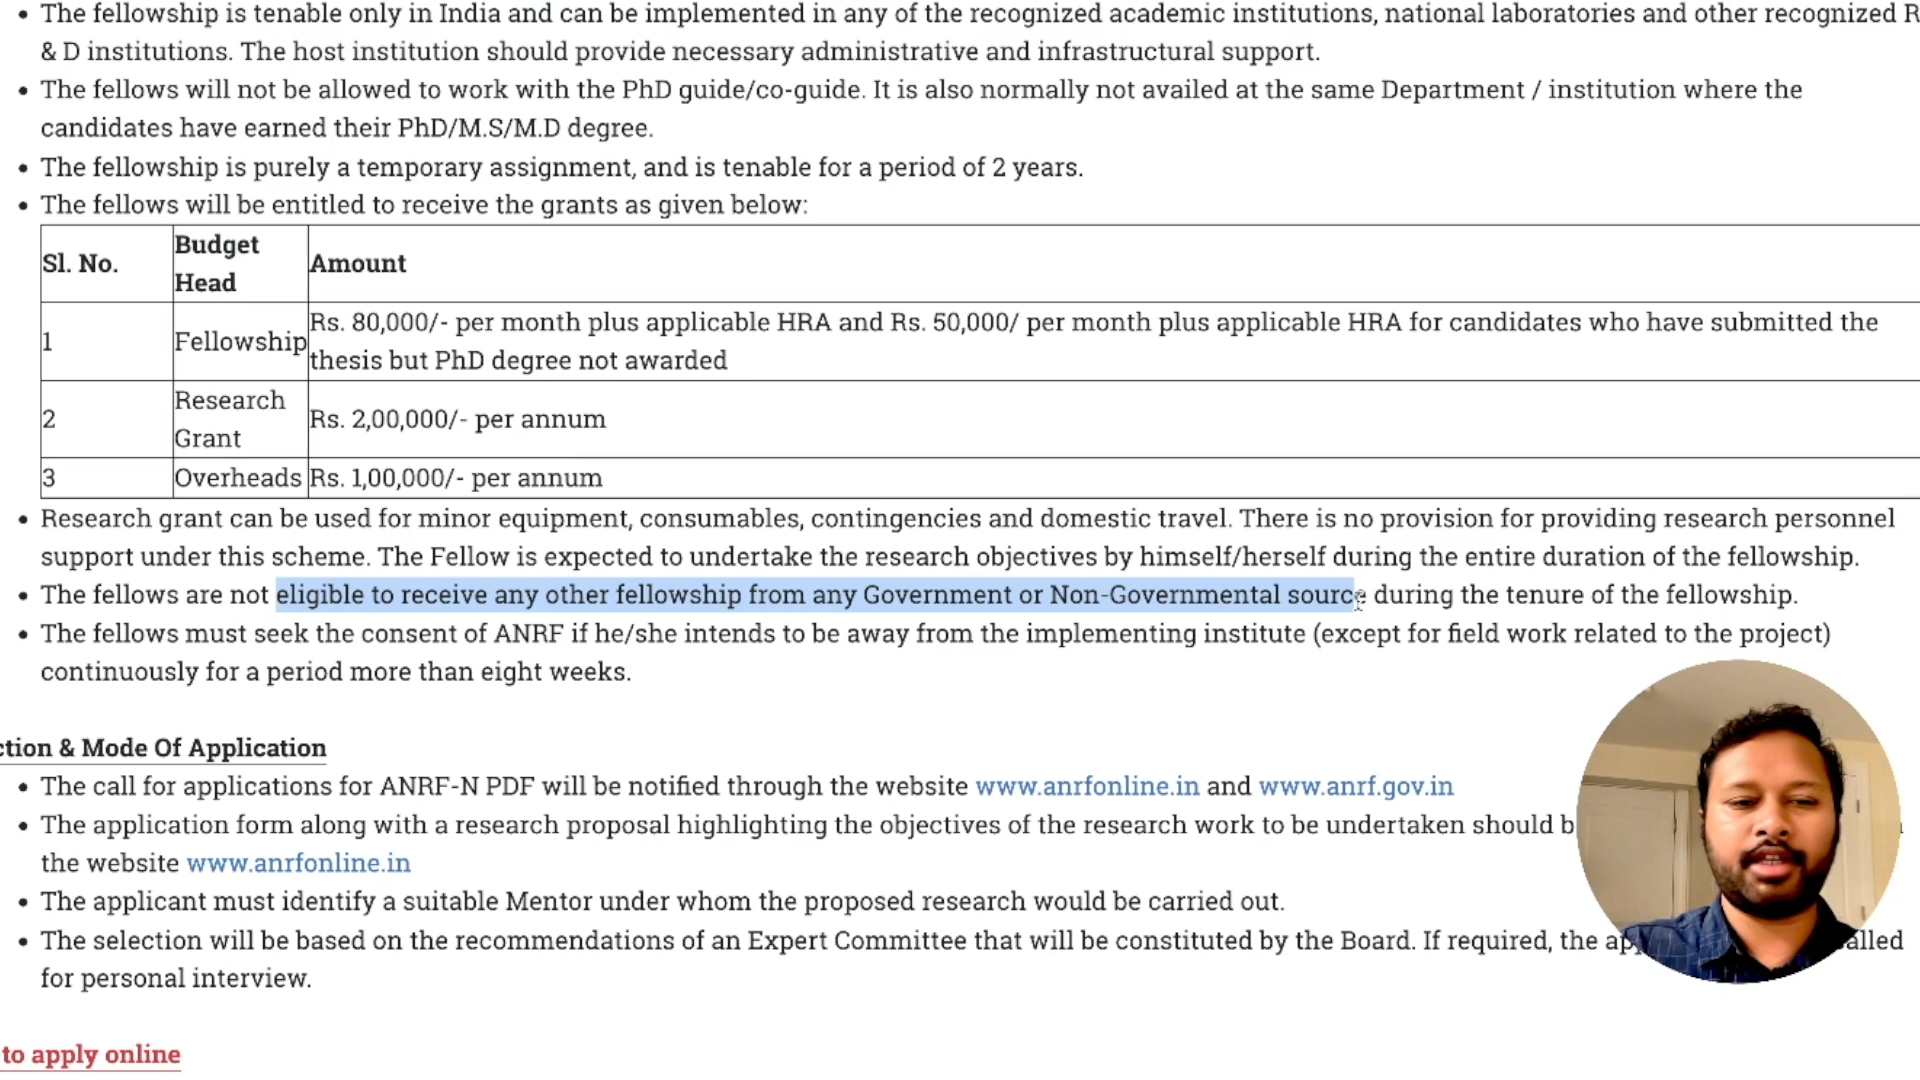 The fellowship is tenable only in India and can be implemented in any of the recognized academic institutions, national laboratories and other recognized R
& D institutions. The host institution should provide necessary administrative and infrastructural support.
The fellows will not be allowed to work with the PhD guide/co-guide. It is also normally not availed at the same Department / institution where the
candidates have earned their PhD/M.S/M.D degree.
The fellowship is purely a temporary assignment, and is tenable for a period of 2 years.
The fellows will be entitled to receive the grants as given below:
Sl. No. Budget Head Amount
1 Fellowship Rs. 80,000/- per month plus applicable HRA and Rs. 50,000/ per month plus applicable HRA for candidates who have submitted the
thesis but PhD degree not awarded
2 Research Grant Rs. 2,00,000/- per annum
3 Overheads Rs. 1,00,000/- per annum
Research grant can be used for minor equipment, consumables, contingencies and domestic travel. There is no provision for providing research personnel
support under this scheme. The Fellow is expected to undertake the research objectives by himself/herself during the entire duration of the fellowship.
The fellows are not eligible to receive any other fellowship from any Government or Non-Governmental source during the tenure of the fellowship.
The fellows must seek the consent of ANRF if he/she intends to be away from the implementing institute (except for field work related to the project)
continuously for a period more than eight weeks.
ction & Mode Of Application
The call for applications for ANRF-N PDF will be notified through the website www.anrfonline.in and www.anrf.gov.in
The application form along with a research proposal highlighting the objectives of the research work to be undertaken should b
the website www.anrfonline.in
The applicant must identify a suitable Mentor under whom the proposed research would be carried out.
The selection will be based on the recommendations of an Expert Committee that will be constituted by the Board. If required, the ap alled
for personal interview.
to apply online